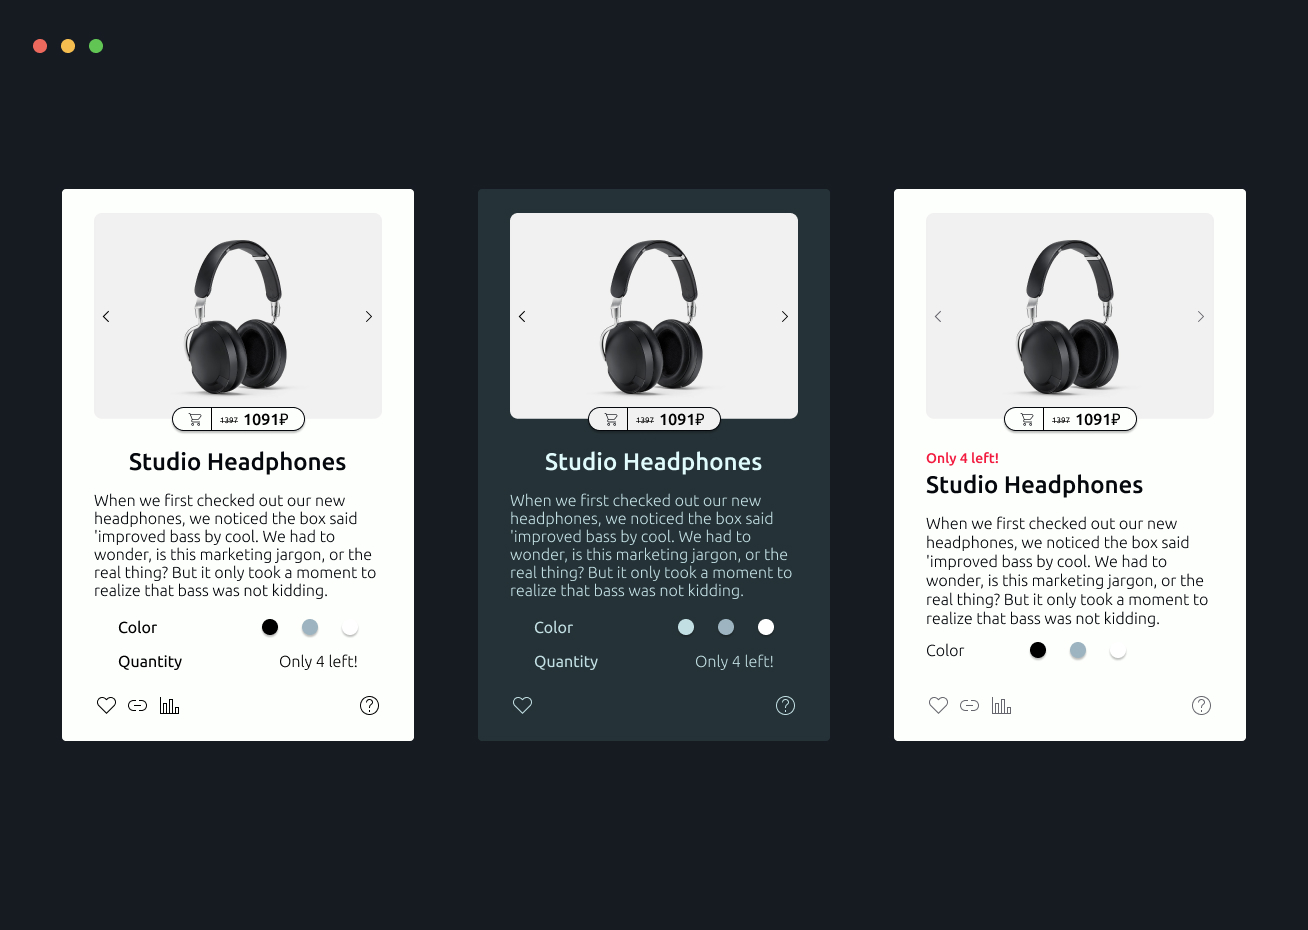 1397 1091₽
Studio Headphones
When we first checked out our new
headphones, we noticed the box said
'improved bass by cool. We had to
wonder, is this marketing jargon, or the
real thing? But it only took a moment to
realize that bass was not kidding.
Color
Quantity Only 4 left!
?
1397 1091₽
Studio Headphones
When we first checked out our new
headphones, we noticed the box said
'improved bass by cool. We had to
wonder, is this marketing jargon, or the
real thing? But it only took a moment to
realize that bass was not kidding.
Color
Quantity Only 4 left!
?
1397 1091₽
Only 4 left!
Studio Headphones
When we first checked out our new
headphones, we noticed the box said
'improved bass by cool. We had to
wonder, is this marketing jargon, or the
real thing? But it only took a moment to
realize that bass was not kidding.
Color
?